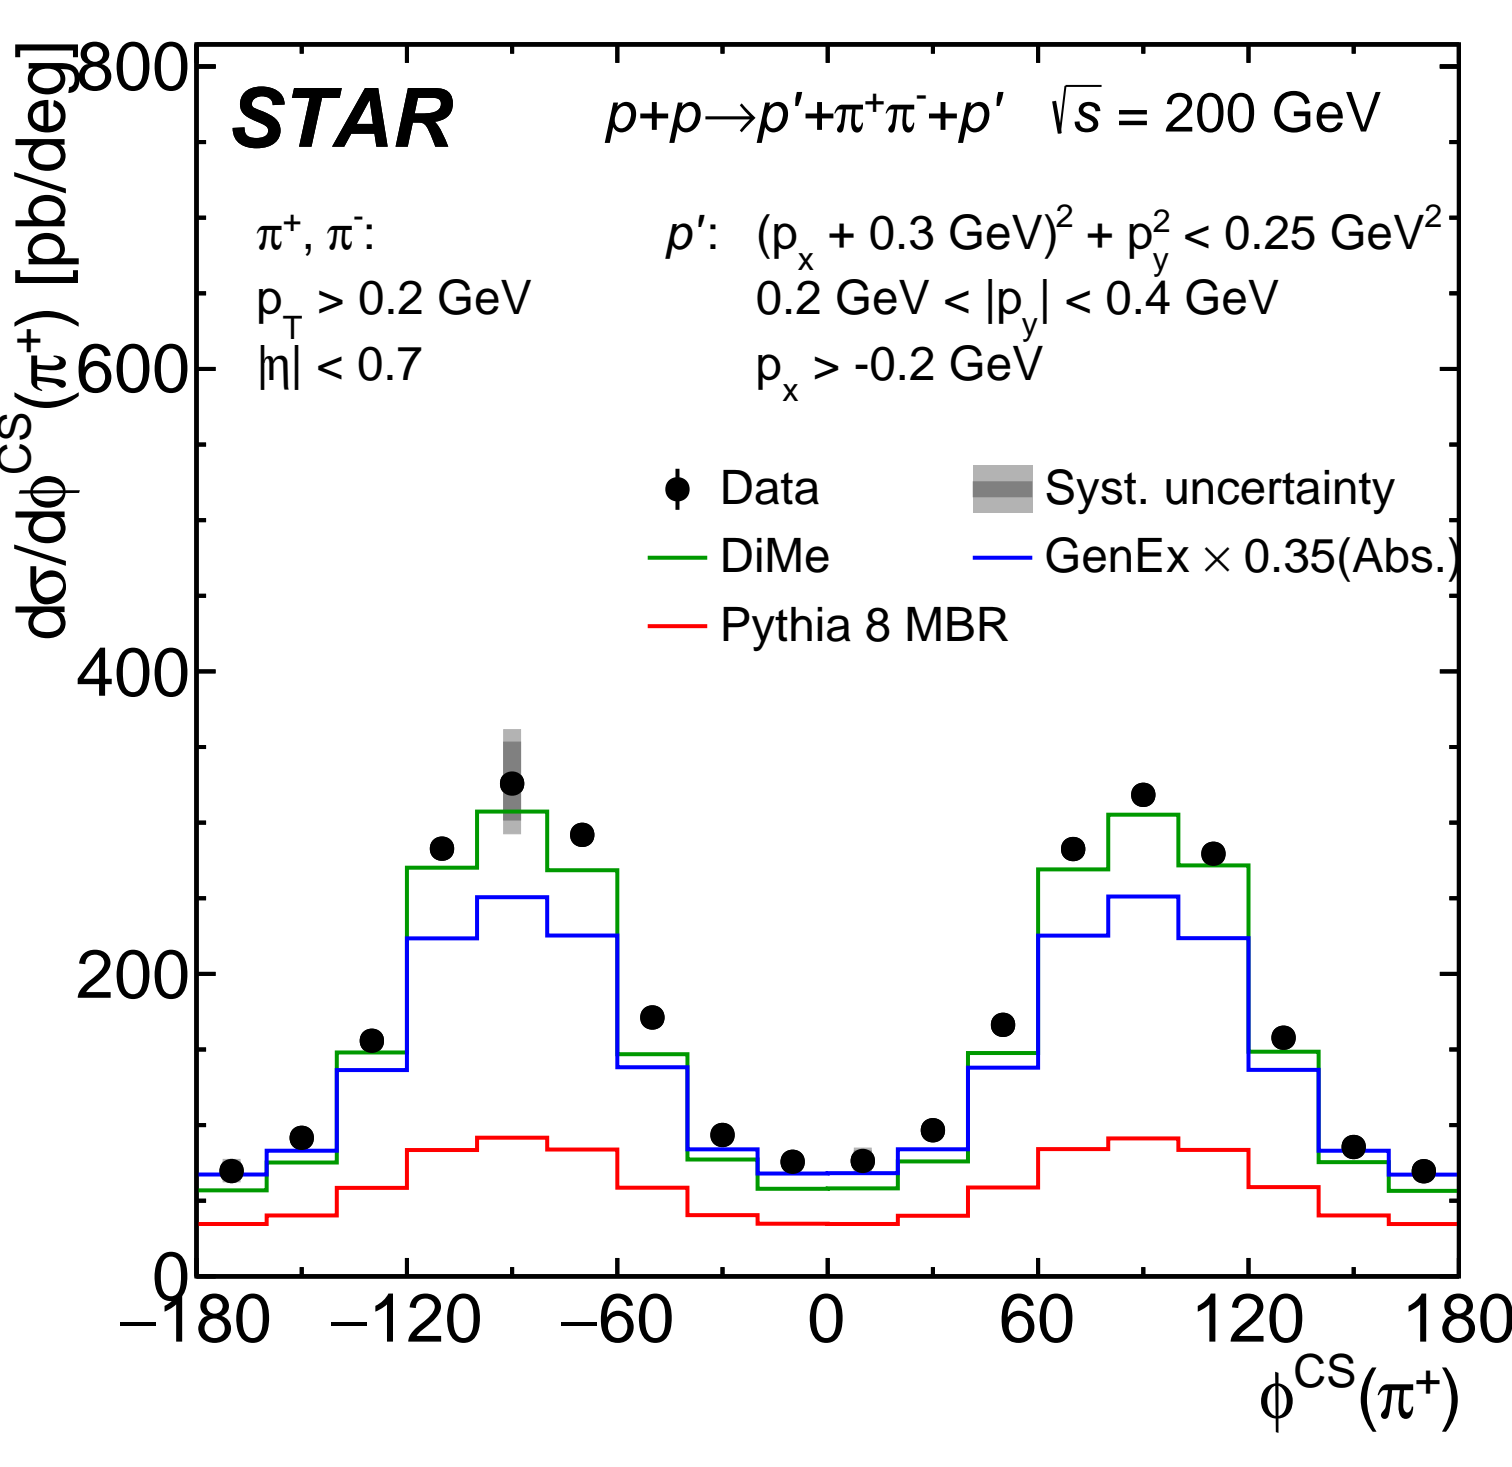 STAR p+p→p′+π⁺π⁻+p′ √s = 200 GeV
π⁺, π⁻: p′: (pₓ + 0.3 GeV)² + p_y² < 0.25 GeV²
p_T > 0.2 GeV 0.2 GeV < |p_y| < 0.4 GeV
|η| < 0.7 pₓ > -0.2 GeV
Data Syst. uncertainty
DiMe GenEx × 0.35(Abs.)
Pythia 8 MBR
dσ/dϕ^CS(π⁺) [pb/deg]
800
600
400
200
0
−180 −120 −60 0 60 120 180
ϕ^CS(π⁺)